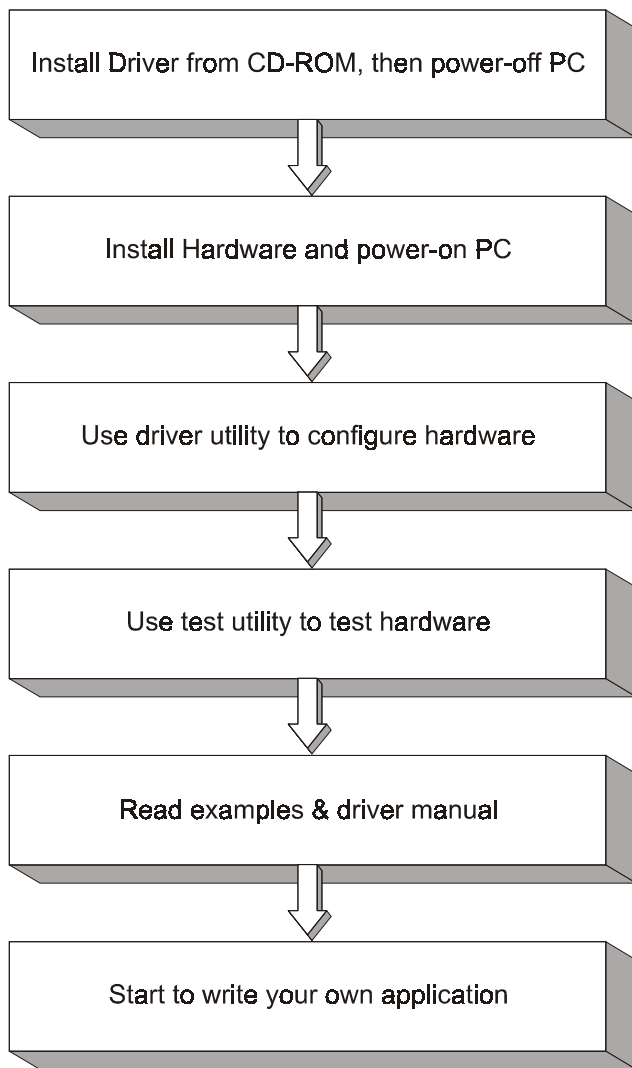 Install Driver from CD-ROM, then power-off PC
Install Hardware and power-on PC
Use driver utility to configure hardware
Use test utility to test hardware
Read examples & driver manual
Start to write your own application